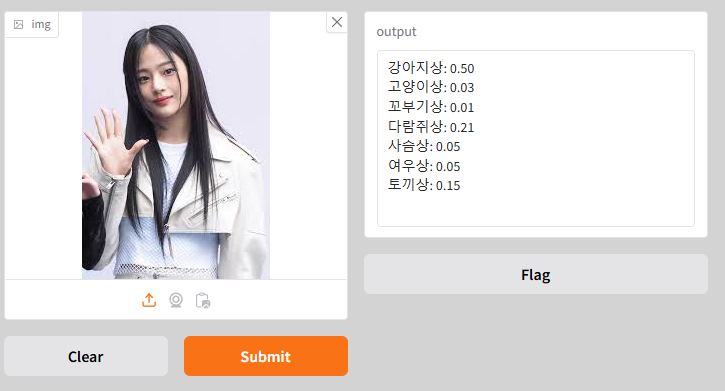 img
output
강아지상: 0.50
고양이상: 0.03
꼬부기상: 0.01
다람쥐상: 0.21
사슴상: 0.05
여우상: 0.05
토끼상: 0.15
Flag
Clear
Submit